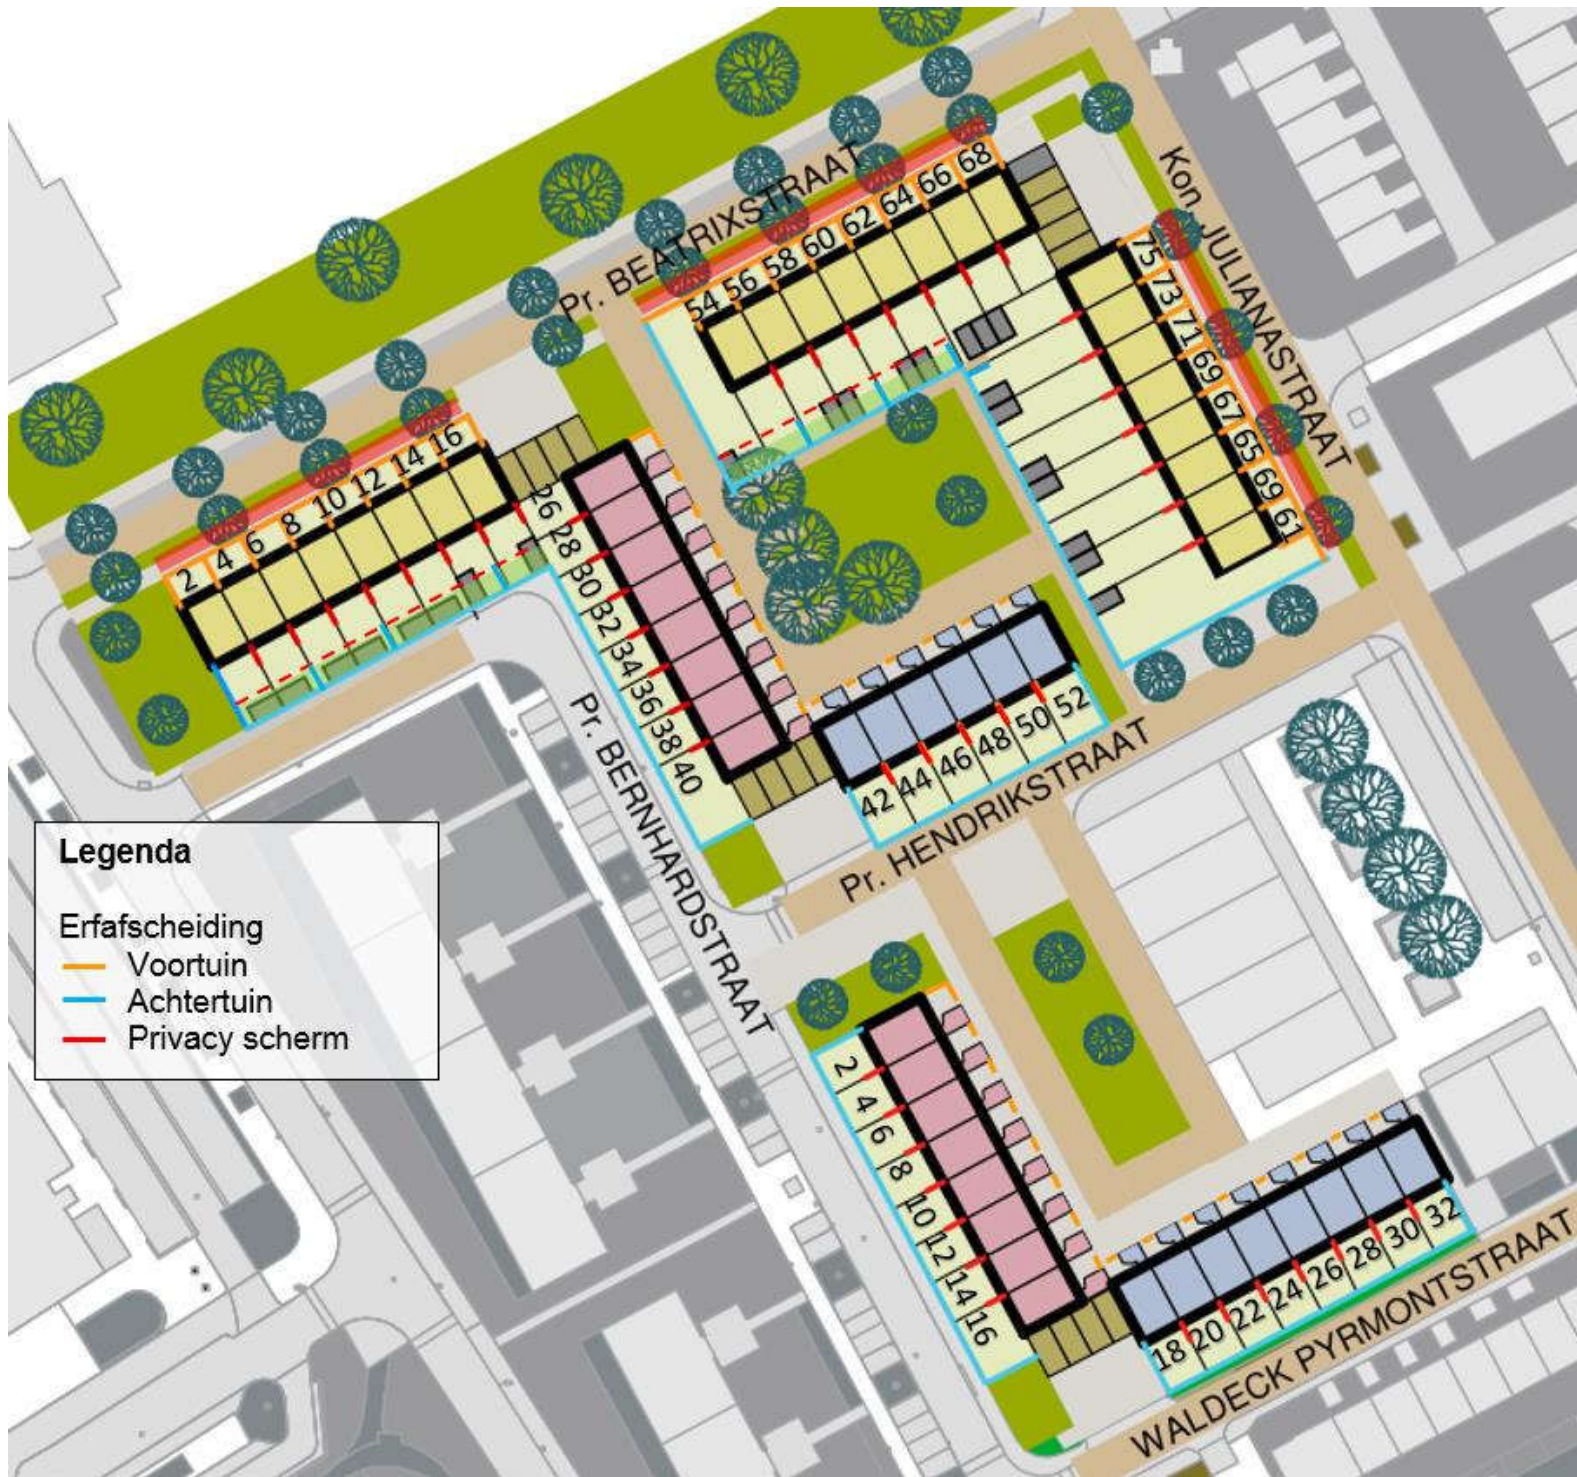 Pr. BEATRIXSTRAAT
Kon. JULIANASTRAAT
54 56 58 60 62 64 66 68
75
73
71
69
67
65
69
61
2 4 6 8 10 12 14 16
26
28
30
32
34
36
38
40
42 44 46 48 50 52
Pr. BERNHARDSTRAAT
Pr. HENDRIKSTRAAT
Legenda
Erfafscheiding
Voortuin
Achtertuin
Privacy scherm
2
4
6
8
10
12
14
16
18 20 22 24 26 28 30 32
WALDECK PYRMONTSTRAAT